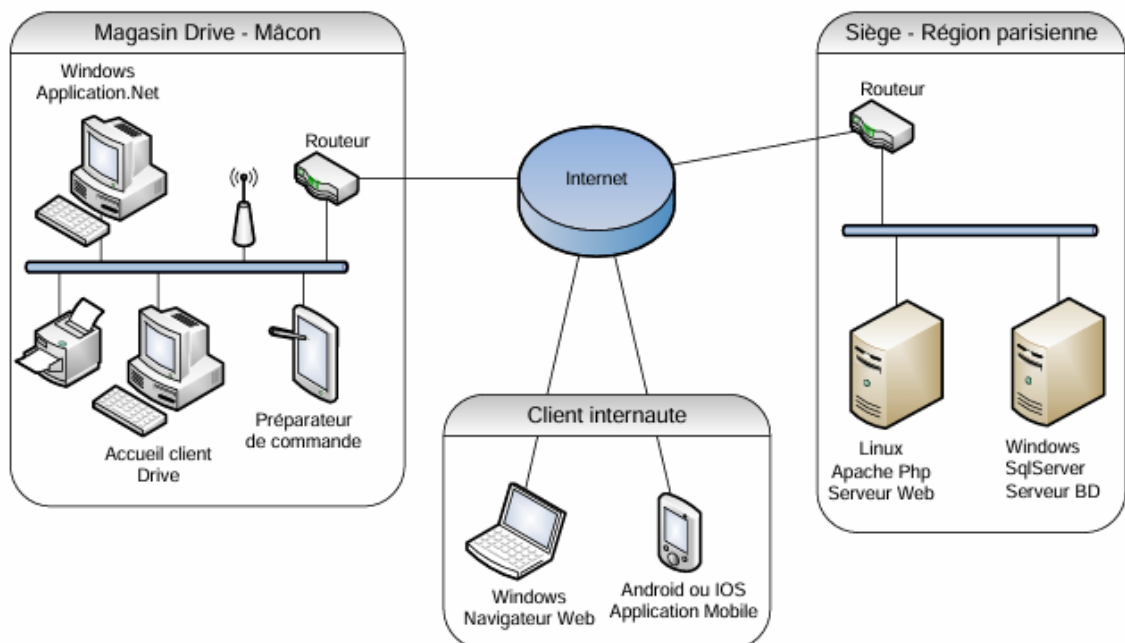 Magasin Drive - Mâcon
Windows
Application.Net
Routeur
Accueil client
Drive
Préparateur
de commande
Internet
Siège - Région parisienne
Routeur
Linux
Apache Php
Serveur Web
Windows
SqlServer
Serveur BD
Client internaute
Windows
Navigateur Web
Android ou IOS
Application Mobile